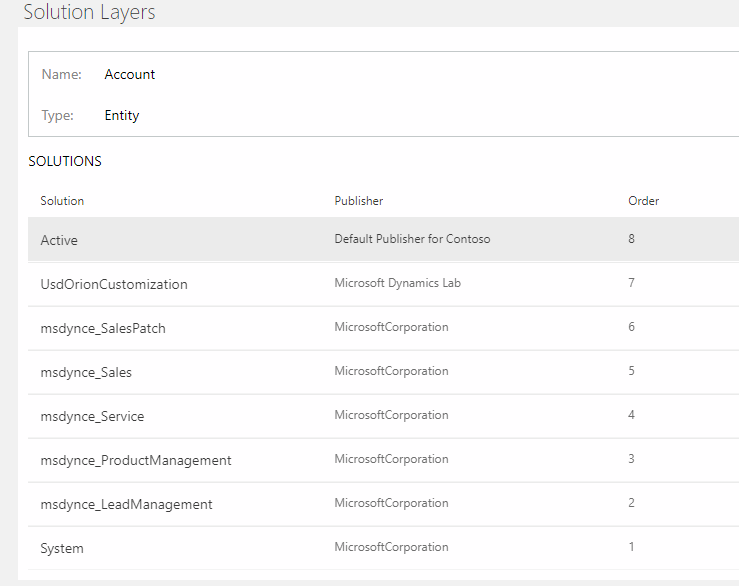 Solution Layers
Name: Account
Type: Entity
SOLUTIONS
Solution Publisher Order
Active Default Publisher for Contoso 8
UsdOrionCustomization Microsoft Dynamics Lab 7
msdynce_SalesPatch MicrosoftCorporation 6
msdynce_Sales MicrosoftCorporation 5
msdynce_Service MicrosoftCorporation 4
msdynce_ProductManagement MicrosoftCorporation 3
msdynce_LeadManagement MicrosoftCorporation 2
System MicrosoftCorporation 1